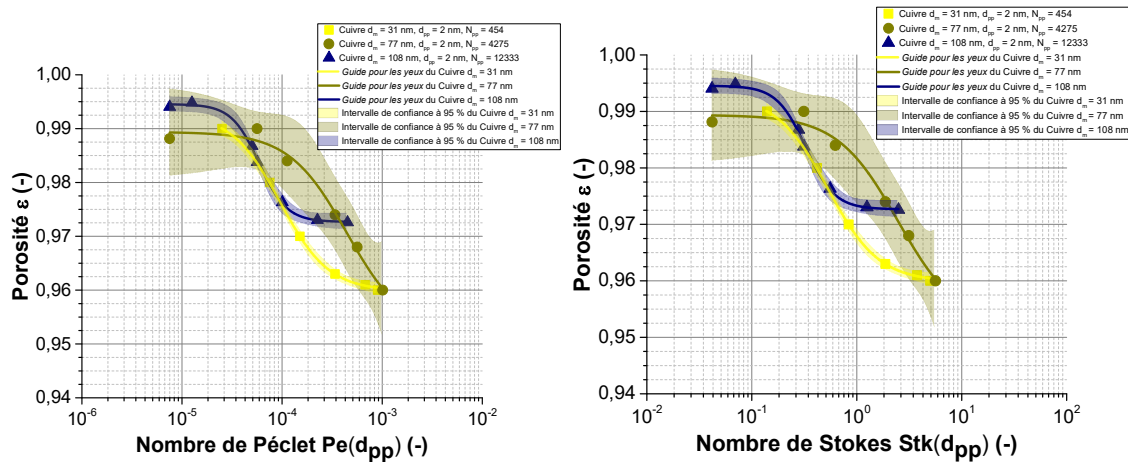 Cuivre dm = 31 nm, dpp = 2 nm, Npp = 454
Cuivre dm = 77 nm, dpp = 2 nm, Npp = 4275
Cuivre dm = 108 nm, dpp = 2 nm, Npp = 12333
Guide pour les yeux du Cuivre dm = 31 nm
Guide pour les yeux du Cuivre dm = 77 nm
Guide pour les yeux du Cuivre dm = 108 nm
Intervalle de confiance à 95 % du Cuivre dm = 31 nm
Intervalle de confiance à 95 % du Cuivre dm = 77 nm
Intervalle de confiance à 95 % du Cuivre dm = 108 nm
1,00
0,99
0,98
0,97
0,96
0,95
0,94
Porosité ε (-)
10-6
10-5
10-4
10-3
10-2
Nombre de Péclet Pe(dpp) (-)
Cuivre dm = 31 nm, dpp = 2 nm, Npp = 454
Cuivre dm = 77 nm, dpp = 2 nm, Npp = 4275
Cuivre dm = 108 nm, dpp = 2 nm, Npp = 12333
Guide pour les yeux du Cuivre dm = 31 nm
Guide pour les yeux du Cuivre dm = 77 nm
Guide pour les yeux du Cuivre dm = 108 nm
Intervalle de confiance à 95 % du Cuivre dm = 31 nm
Intervalle de confiance à 95 % du Cuivre dm = 77 nm
Intervalle de confiance à 95 % du Cuivre dm = 108 nm
1,00
0,99
0,98
0,97
0,96
0,95
0,94
Porosité ε (-)
10-2
10-1
100
101
102
Nombre de Stokes Stk(dpp) (-)